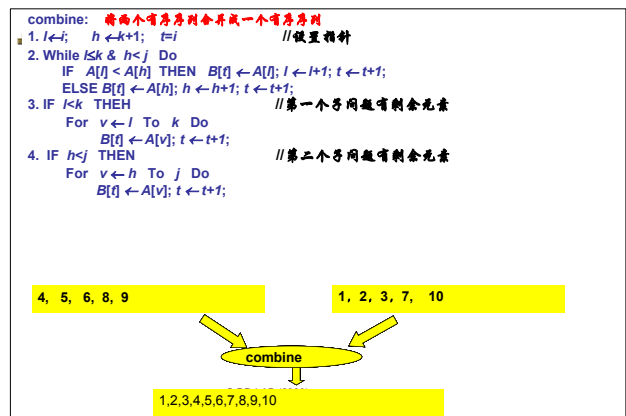 combine: 将两个有序序列合并成一个有序序列
1. l←i; h←k+1; t=i //设置指针
2. While l≤k & h<j Do
IF A[l] < A[h] THEN B[t] ← A[l]; l ← l+1; t ← t+1;
ELSE B[t] ← A[h]; h ← h+1; t ← t+1;
3. IF l<k THEH //第一个子问题有剩余元素
For v ← l To k Do
B[t] ← A[v]; t ← t+1;
4. IF h<j THEN //第二个子问题有剩余元素
For v ← h To j Do
B[t] ← A[v]; t ← t+1;
4, 5, 6, 8, 9
1, 2, 3, 7, 10
combine
1,2,3,4,5,6,7,8,9,10